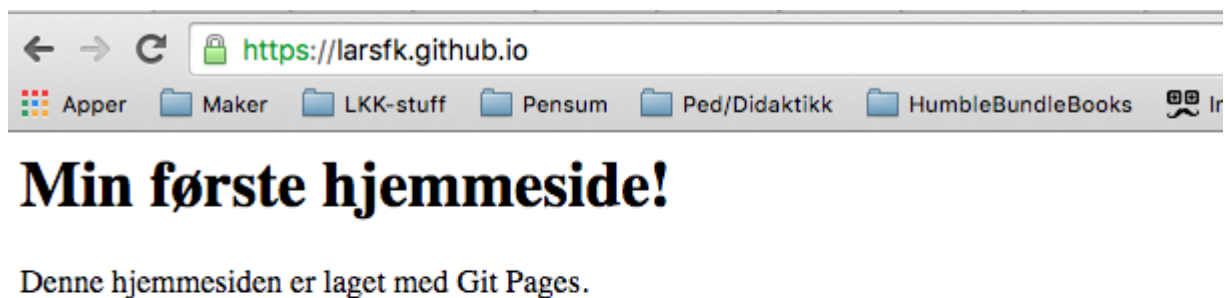 https://larsfk.github.io
Apper Maker LKK-stuff Pensum Ped/Didaktikk HumbleBundleBooks
Min første hjemmeside!
Denne hjemmesiden er laget med Git Pages.